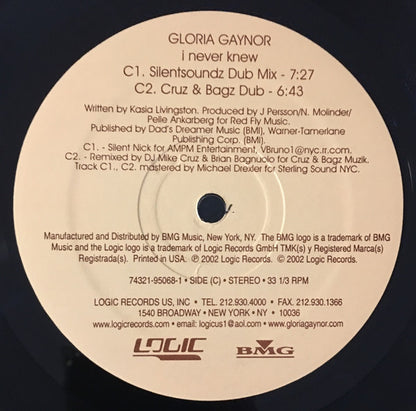 GLORIA GAYNOR
i never knew
C1. Silentsoundz Dub Mix - 7:27
C2. Cruz & Bagz Dub - 6:43
Written by Kasia Livingston. Produced by J Persson/N. Molinder/
Pelle Ankarberg for Red Fly Music.
Published by Dad's Dreamer Music (BMI), Warner-Tamerlane
Publishing Corp. (BMI).
C1. - Silent Nick for AMPM Entertainment, VBruno1@nyc.rr.com.
C2. - Remixed by DJ Mike Cruz & Brian Bagnuolo for Cruz & Bagz Muzik.
Track C1., C2. mastered by Michael Drexler for Sterling Sound NYC.
Manufactured and Distributed by BMG Music, New York, NY. The BMG logo is a trademark of BMG
Music and the Logic logo is a trademark of Logic Records GmbH TMK(s) y Registered Marca(s)
Registrada(s). Printed in USA. ℗ 2002 Logic Records. © 2002 Logic Records.
74321-95068-1 • SIDE (C) • STEREO • 33 1/3 RPM
LOGIC RECORDS US, INC • TEL. 212.930.4000 • FAX. 212.930.1366
1540 BROADWAY • NEW YORK • NY • 10036
www.logicrecords.com • email: logicus1@aol.com • www.gloriagaynor.com
LOGIC BMG